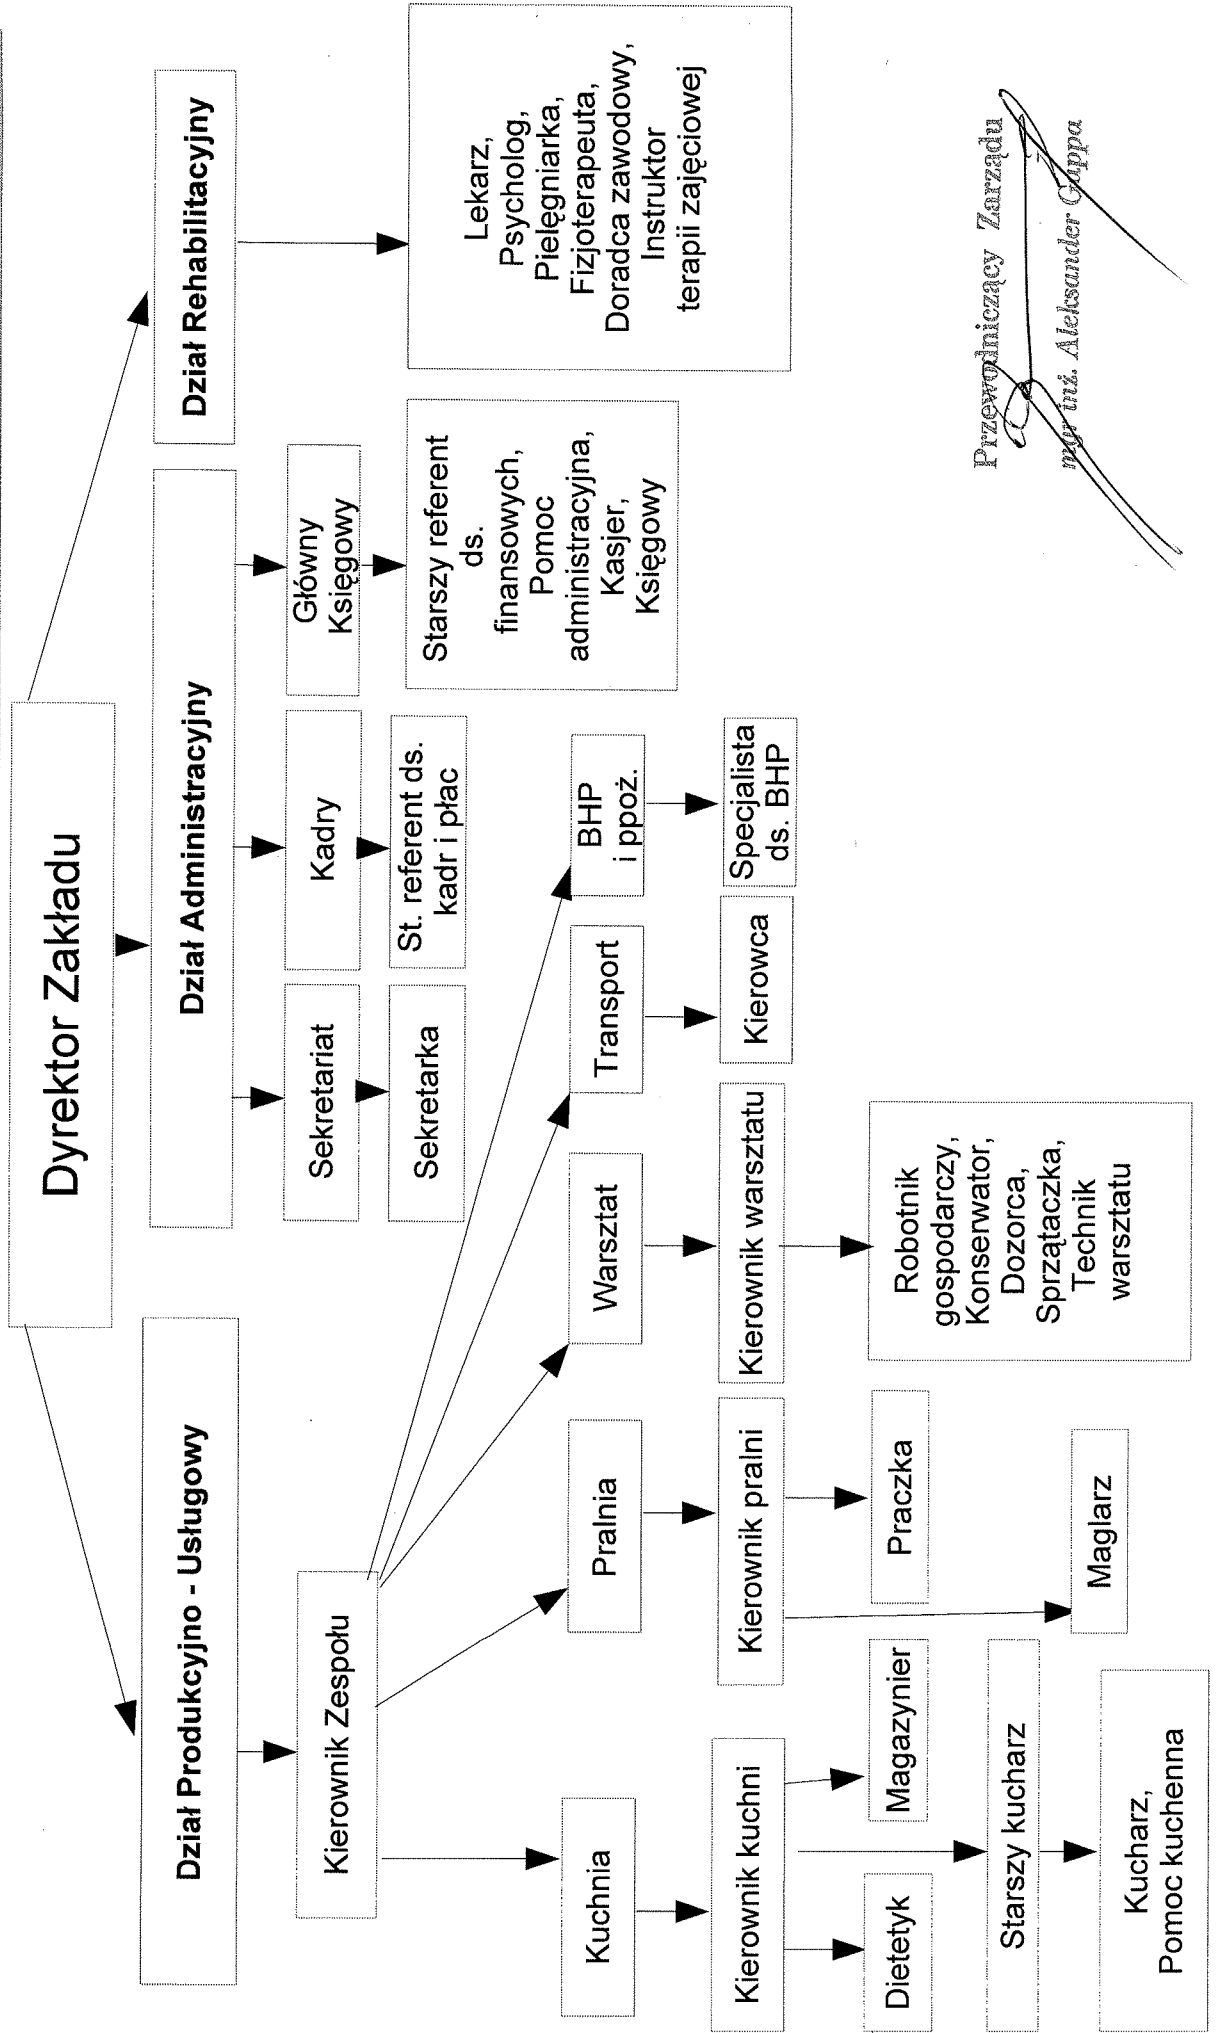 Dyrektor Zakładu
Dział Produkcyjno - Usługowy
Dział Administracyjny
Dział Rehabilitacyjny
Kierownik Zespołu
Sekretariat
Kadry
Główny
Księgowy
Sekretarka
St. referent ds.
kadr i płac
Starszy referent
ds.
finansowych,
Pomoc
administracyjna,
Kasjer,
Księgowy
Lekarz,
Psycholog,
Pielęgniarka,
Fizjoterapeuta,
Doradca zawodowy,
Instruktor
terapii zajęciowej
Kuchnia
Pralnia
Warsztat
Transport
BHP
i ppoż.
Kierownik kuchni
Kierownik pralni
Kierownik warsztatu
Kierowca
Specjalista
ds. BHP
Dietetyk
Magazynier
Praczka
Robotnik
gospodarczy,
Konserwator,
Dozorca,
Sprzątaczka,
Technik
warsztatu
Starszy kucharz
Maglarz
Kucharz,
Pomoc kuchenna
Przewodniczący Zarządu
mgr inż. Aleksander Gappa